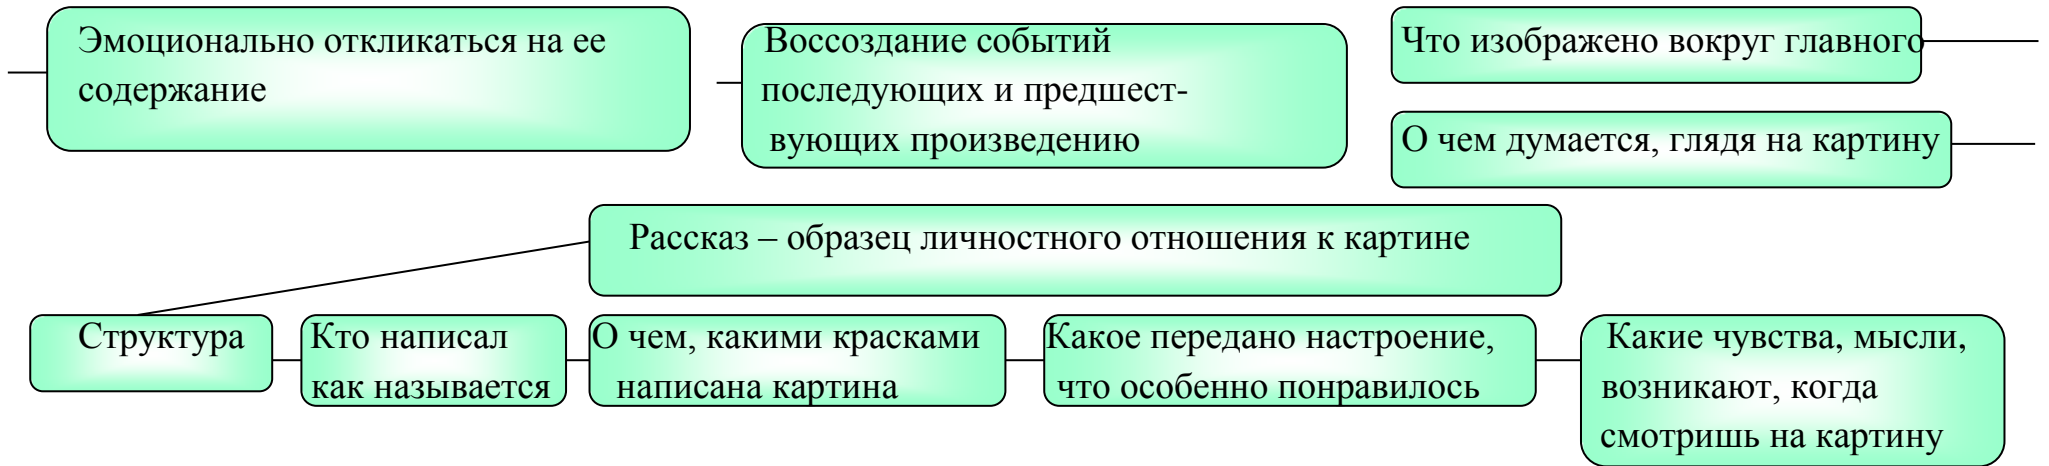 Эмоционально откликаться на ее
содержание
Воссоздание событий
последующих и предшест-
вующих произведению
Что изображено вокруг главного
О чем думается, глядя на картину
Рассказ – образец личностного отношения к картине
Структура
Кто написал
как называется
О чем, какими красками
написана картина
Какое передано настроение,
что особенно понравилось
Какие чувства, мысли,
возникают, когда
смотришь на картину